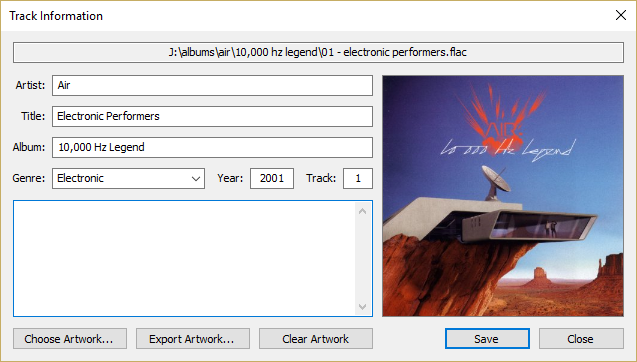 Track Information
J:\albums\air\10,000 hz legend\01 - electronic performers.flac
Artist: Air
Title: Electronic Performers
Album: 10,000 Hz Legend
Genre: Electronic Year: 2001 Track: 1
AIR
10 000 Hz Legend
Choose Artwork... Export Artwork... Clear Artwork Save Close